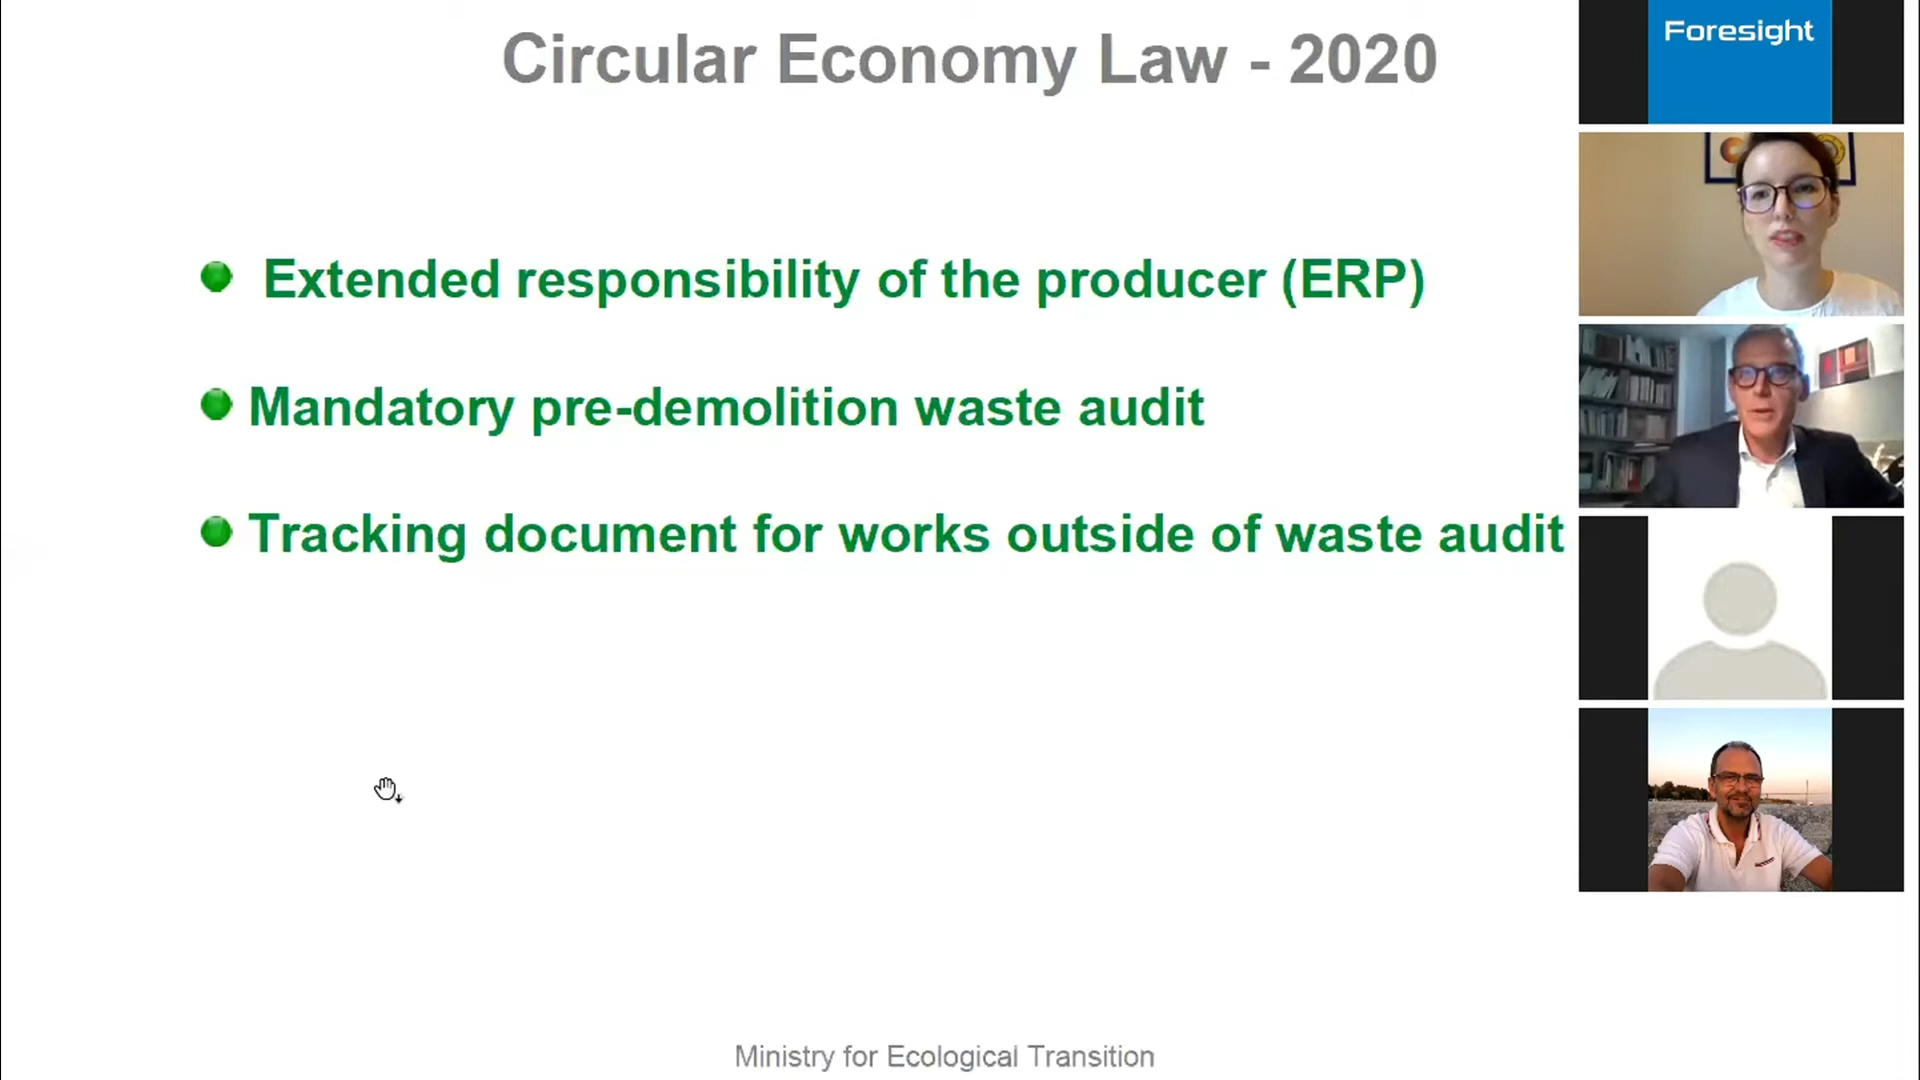 Circular Economy Law - 2020
Foresight
Extended responsibility of the producer (ERP)
Mandatory pre-demolition waste audit
Tracking document for works outside of waste audit
Ministry for Ecological Transition